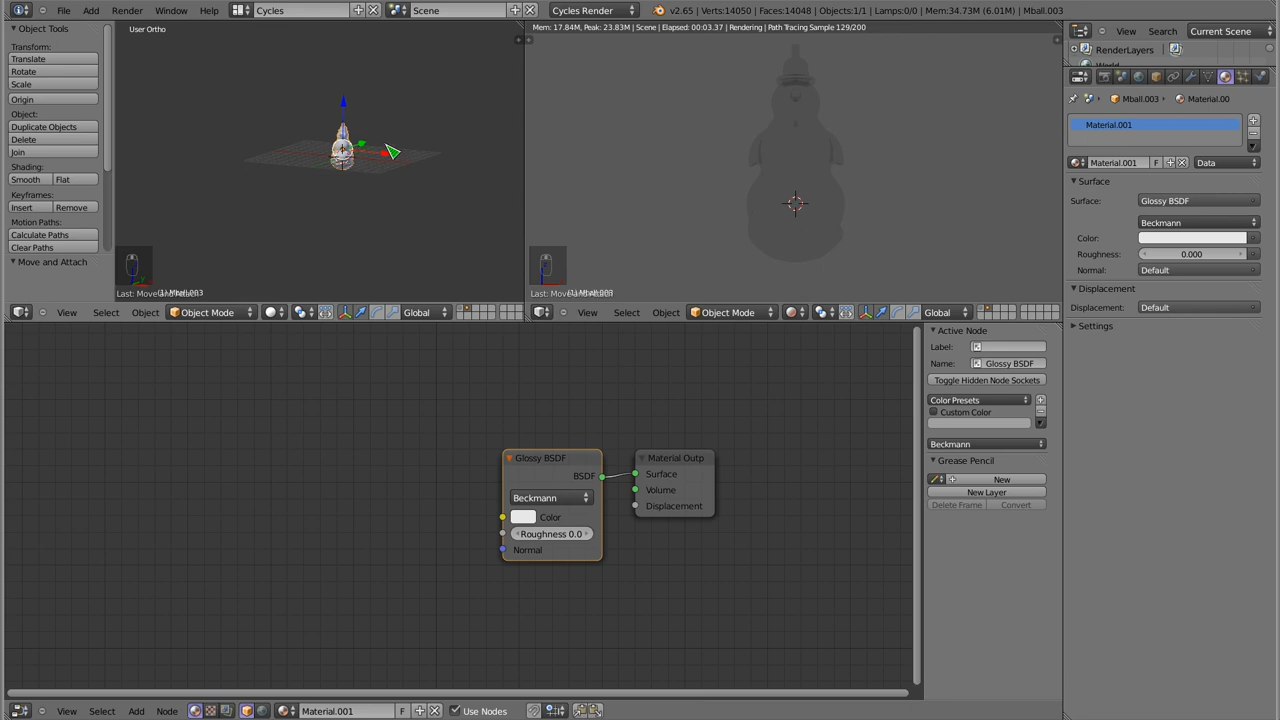 File Add Render Window Help Cycles Scene Cycles Render v2.65 | Verts:14050 | Faces:14048 | Objects:1/1 | Lamps:0/0 | Mem:34.73M (6.01M) | Mball.003
Object Tools
Transform:
Translate
Rotate
Scale
Origin
Object:
Duplicate Objects
Delete
Join
Shading:
Smooth Flat
Keyframes:
Insert Remove
Motion Paths:
Calculate Paths
Clear Paths
Move and Attach
User Ortho
(1) Mball.003
View Select Object Object Mode Global
Mem: 17.84M, Peak: 23.83M | Scene | Elapsed: 00:03.37 | Rendering | Path Tracing Sample 129/200
(1) Mball.003
View Select Object Object Mode Global
View Search Current Scene
RenderLayers
Mball.003 Material.00
Material.001
Material.001 F Data
Surface
Surface: Glossy BSDF
Beckmann
Color:
Roughness: 0.000
Normal: Default
Displacement
Displacement: Default
Settings
Glossy BSDF
BSDF
Beckmann
Color
Roughness 0.0
Normal
Material Outp
Surface
Volume
Displacement
Active Node
Label:
Name: Glossy BSDF
Toggle Hidden Node Sockets
Color Presets
Custom Color
Beckmann
Grease Pencil
New
New Layer
Delete Frame Convert
View Select Add Node Material.001 F Use Nodes